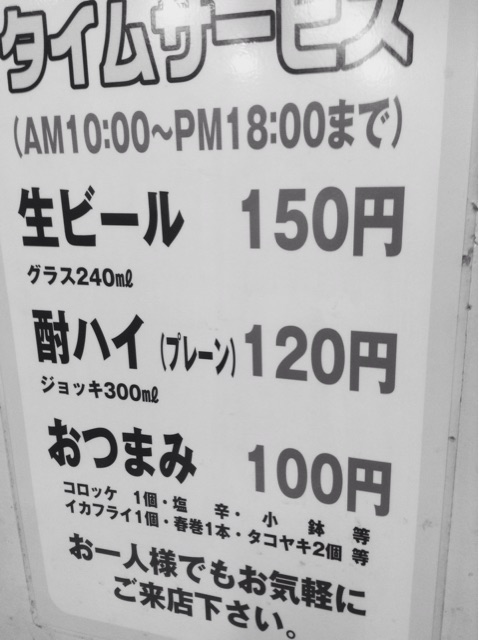 タイムサービス
(AM10:00~PM18:00まで)
生ビール 150円
グラス240㎖
酎ハイ(プレーン) 120円
ジョッキ300㎖
おつまみ 100円
コロッケ 1個・塩 辛・小 鉢 等
イカフライ1個・春巻1本・タコヤキ2個 等
お一人様でもお気軽に
ご来店下さい。